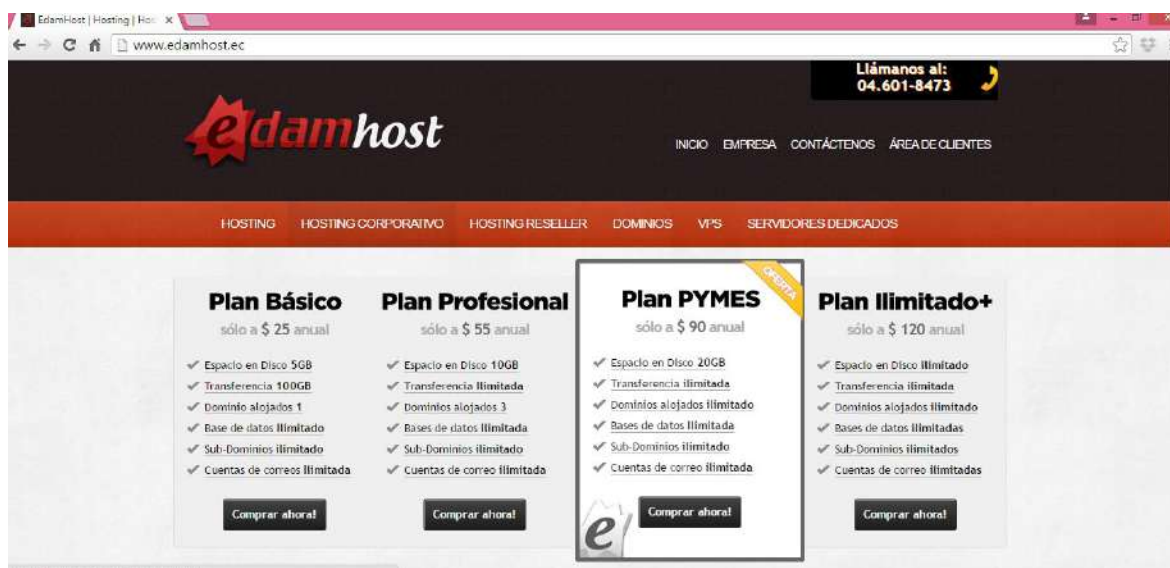 EdamHost | Hosting | Ho
www.edamhost.ec
Llámanos al:
04.601-8473
edamhost
INICIO EMPRESA CONTÁCTENOS ÁREA DE CLIENTES
HOSTING HOSTING CORPORATIVO HOSTING RESELLER DOMINIOS VPS SERVIDORES DEDICADOS
Plan Básico
sólo a $ 25 anual
Espacio en Disco 5GB
Transferencia 100GB
Dominio alojados 1
Base de datos Ilimitado
Sub-Dominios ilimitado
Cuentas de correos Ilimitada
Comprar ahora!
Plan Profesional
sólo a $ 55 anual
Espacio en Disco 10GB
Transferencia Ilimitada
Dominios alojados 3
Bases de datos Ilimitada
Sub-Dominios ilimitado
Cuentas de correo ilimitada
Comprar ahora!
OFERTA
Plan PYMES
sólo a $ 90 anual
Espacio en Disco 20GB
Transferencia ilimitada
Dominios alojados ilimitado
Bases de datos Ilimitada
Sub-Dominios ilimitado
Cuentas de correo ilimitada
Comprar ahora!
e
Plan Ilimitado+
sólo a $ 120 anual
Espacio en Disco Ilimitado
Transferencia ilimitada
Dominios alojados Ilimitado
Bases de datos Ilimitadas
Sub-Dominios ilimitados
Cuentas de correo ilimitadas
Comprar ahora!